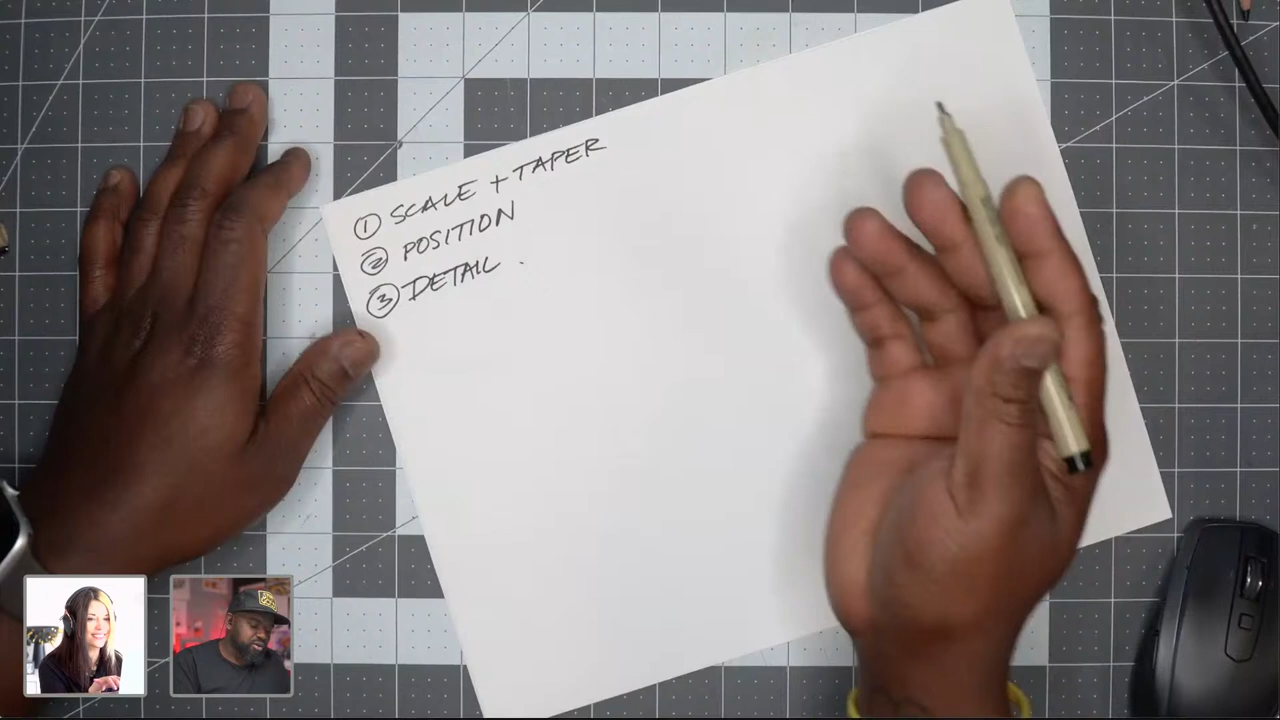 ① SCALE + TAPER
② POSITION
③ DETAIL .